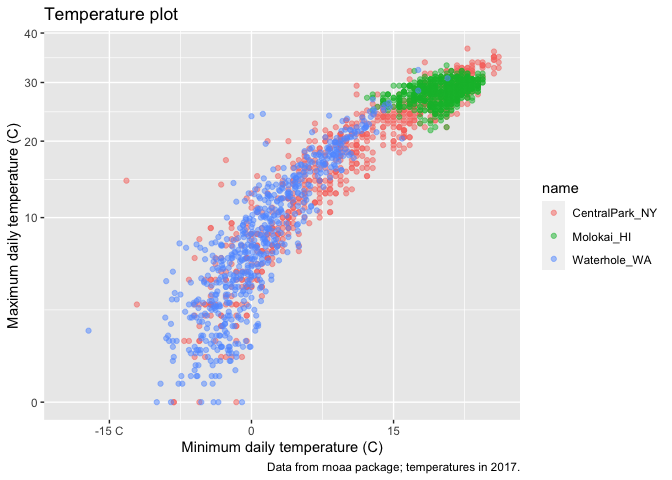 Temperature plot
Maximum daily temperature (C)
40
30
20
10
0
-15 C
0
15
Minimum daily temperature (C)
name
CentralPark_NY
Molokai_HI
Waterhole_WA
Data from moaa package; temperatures in 2017.